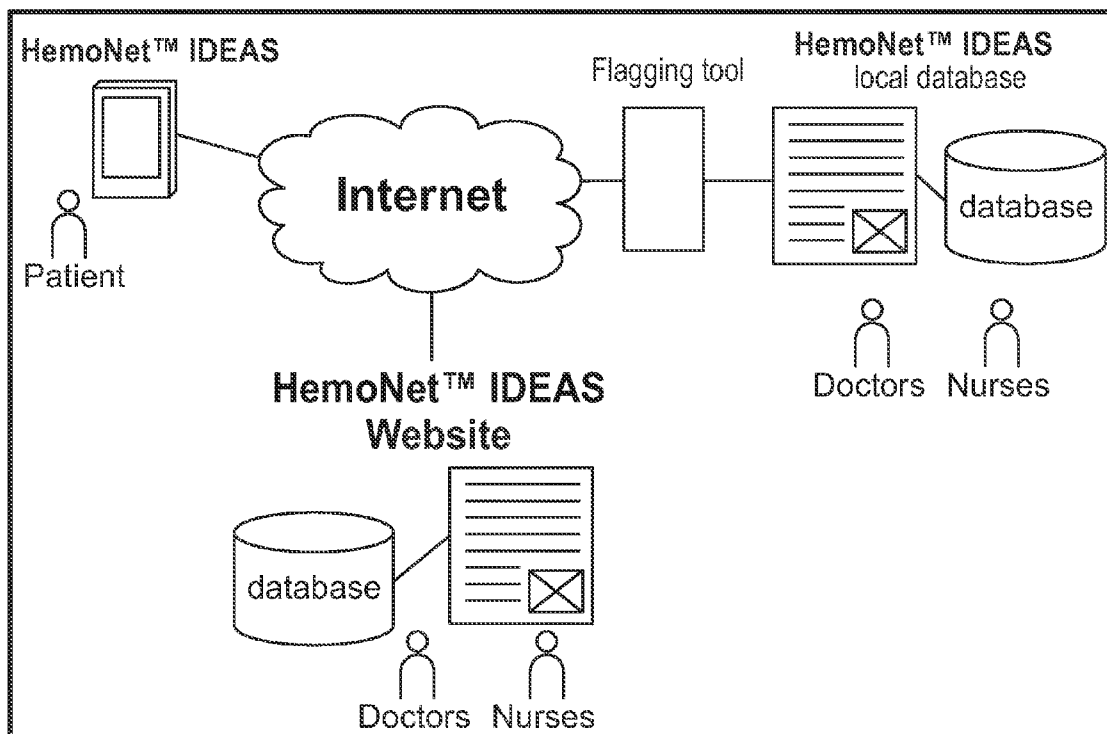 HemoNet™ IDEAS
Patient
Internet
Flagging tool
HemoNet™ IDEAS
local database
database
Doctors
Nurses
HemoNet™ IDEAS
Website
database
Doctors
Nurses